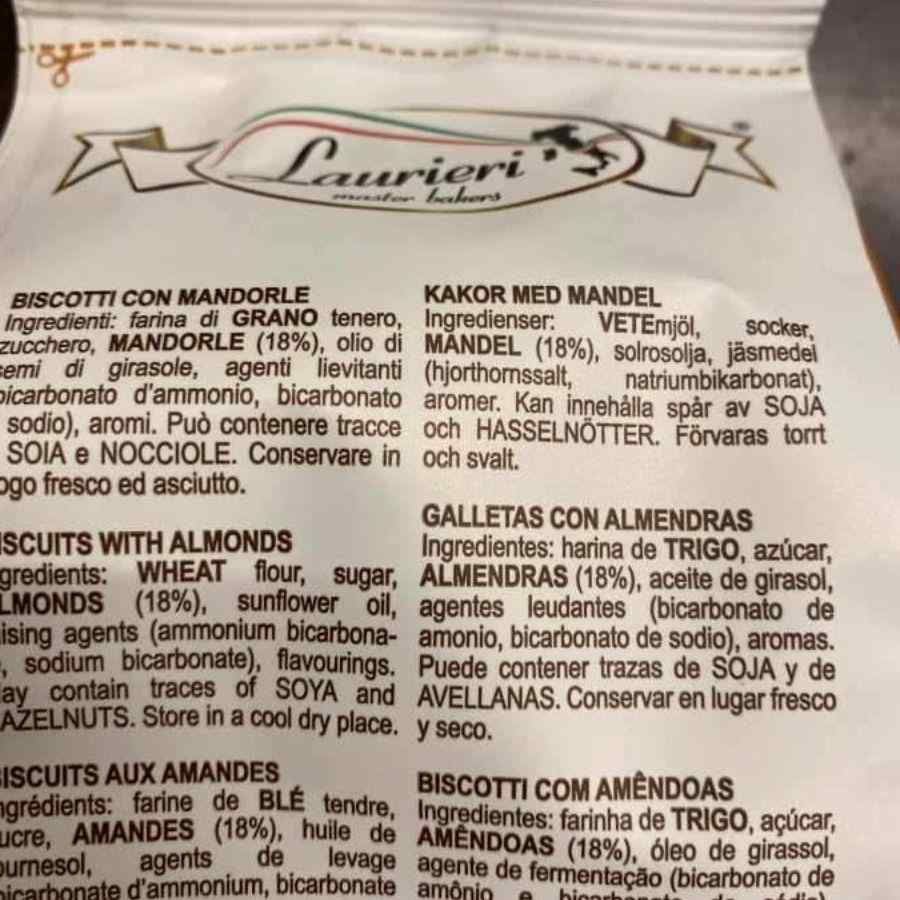 Laurieri
master bakers
BISCOTTI CON MANDORLE
Ingredienti: farina di GRANO tenero,
zucchero, MANDORLE (18%), olio di
semi di girasole, agenti lievitanti
bicarbonato d'ammonio, bicarbonato
sodio), aromi. Può contenere tracce
SOIA e NOCCIOLE. Conservare in
ogo fresco ed asciutto.
ISCUITS WITH ALMONDS
gredients: WHEAT flour, sugar,
LMONDS (18%), sunflower oil,
ising agents (ammonium bicarbona-
, sodium bicarbonate), flavourings.
ay contain traces of SOYA and
AZELNUTS. Store in a cool dry place.
ISCUITS AUX AMANDES
ngrédients: farine de BLÉ tendre,
ucre, AMANDES (18%), huile de
ournesol, agents de levage
bicarbonate d'ammonium, bicarbonate
KAKOR MED MANDEL
Ingredienser: VETEmjöl, socker,
MANDEL (18%), solrosolja, jäsmedel
(hjorthornssalt, natriumbikarbonat),
aromer. Kan innehålla spår av SOJA
och HASSELNÖTTER. Förvaras torrt
och svalt.
GALLETAS CON ALMENDRAS
Ingredientes: harina de TRIGO, azúcar,
ALMENDRAS (18%), aceite de girasol,
agentes leudantes (bicarbonato de
amonio, bicarbonato de sodio), aromas.
Puede contener trazas de SOJA y de
AVELLANAS. Conservar en lugar fresco
y seco.
BISCOTTI COM AMÊNDOAS
Ingredientes: farinha de TRIGO, açúcar,
AMÊNDOAS (18%), óleo de girassol,
agente de fermentação (bicarbonato de
amônio e bicarbonato de sódio)